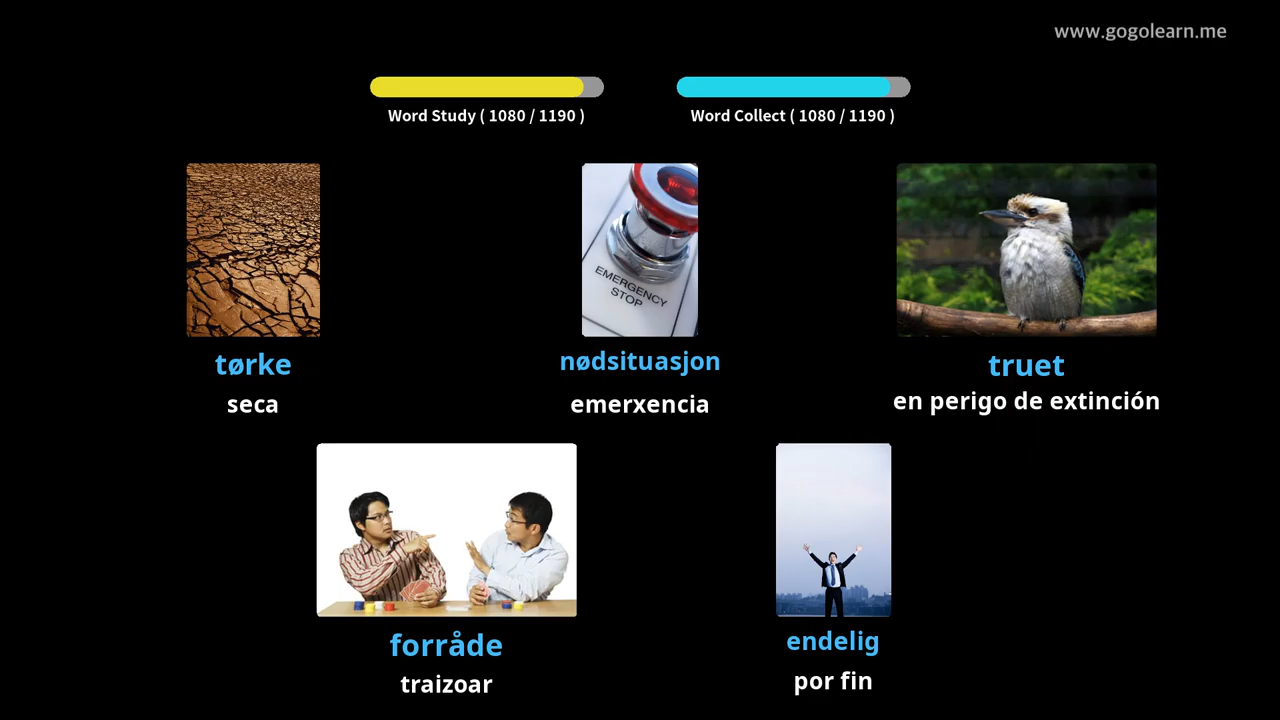 www.gogolearn.me
Word Study ( 1080 / 1190 )
Word Collect ( 1080 / 1190 )
EMERGENCY
STOP
tørke
seca
nødsituasjon
emerxencia
truet
en perigo de extinción
forråde
traizoar
endelig
por fin